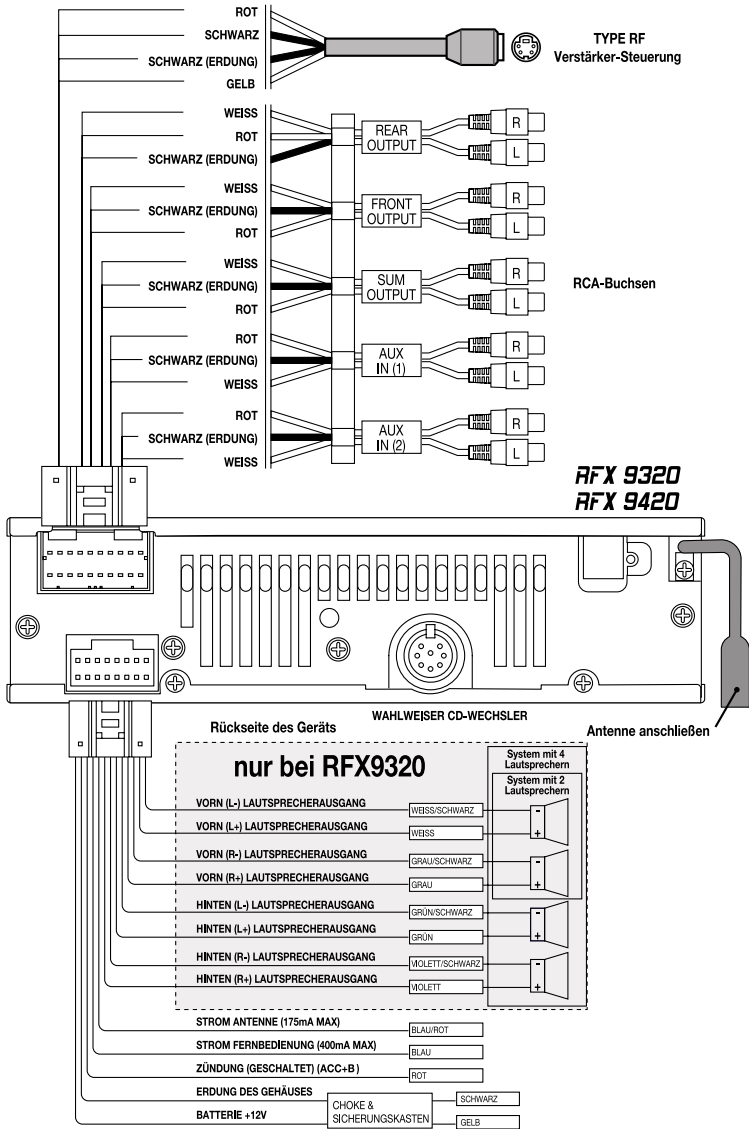 ROT
SCHWARZ
SCHWARZ (ERDUNG)
GELB
TYPE RF
Verstärker-Steuerung
WEISS
ROT
SCHWARZ (ERDUNG)
REAR
OUTPUT
R
L
WEISS
SCHWARZ (ERDUNG)
ROT
FRONT
OUTPUT
R
L
WEISS
SCHWARZ (ERDUNG)
ROT
SUM
OUTPUT
R
L
RCA-Buchsen
ROT
SCHWARZ (ERDUNG)
WEISS
AUX
IN (1)
R
L
ROT
SCHWARZ (ERDUNG)
WEISS
AUX
IN (2)
R
L
RFX 9320
RFX 9420
WAHLWEISER CD-WECHSLER
Antenne anschließen
Rückseite des Geräts
nur bei RFX9320
System mit 4
Lautsprechern
System mit 2
Lautsprechern
VORN (L-) LAUTSPRECHERAUSGANG
WEISS/SCHWARZ
-
VORN (L+) LAUTSPRECHERAUSGANG
WEISS
+
VORN (R-) LAUTSPRECHERAUSGANG
GRAU/SCHWARZ
-
VORN (R+) LAUTSPRECHERAUSGANG
GRAU
+
HINTEN (L-) LAUTSPRECHERAUSGANG
GRÜN/SCHWARZ
-
HINTEN (L+) LAUTSPRECHERAUSGANG
GRÜN
+
HINTEN (R-) LAUTSPRECHERAUSGANG
VIOLETT/SCHWARZ
-
HINTEN (R+) LAUTSPRECHERAUSGANG
VIOLETT
+
STROM ANTENNE (175mA MAX)
BLAU/ROT
STROM FERNBEDIENUNG (400mA MAX)
BLAU
ZÜNDUNG (GESCHALTET) (ACC+B )
ROT
ERDUNG DES GEHÄUSES
SCHWARZ
CHOKE &
SICHERUNGSKASTEN
BATTERIE +12V
GELB